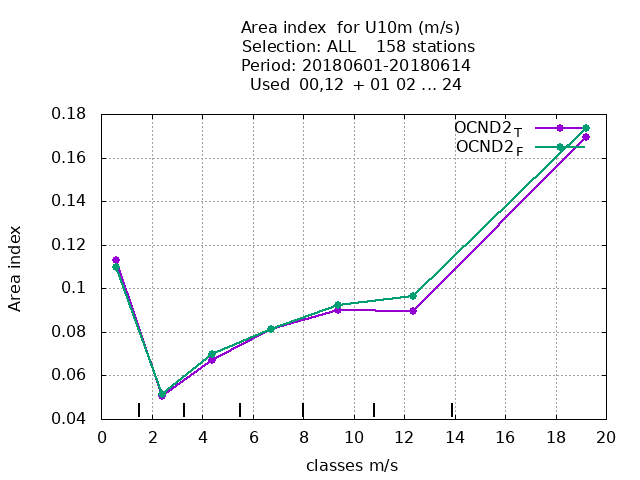 Area index for U10m (m/s)
Selection: ALL 158 stations
Period: 20180601-20180614
Used 00,12 + 01 02 ... 24
OCND2_T
OCND2_F
0.18
0.16
0.14
0.12
0.1
0.08
0.06
0.04
Area index
0 2 4 6 8 10 12 14 16 18 20
classes m/s